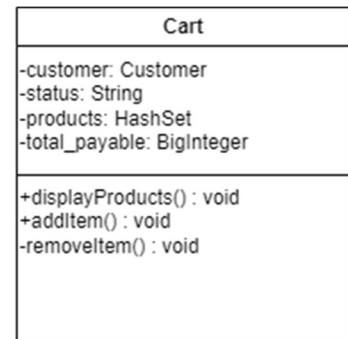 Cart
-customer: Customer
-status: String
-products: HashSet
-total_payable: BigInteger
+displayProducts() : void
+addItem() : void
-removeItem() : void